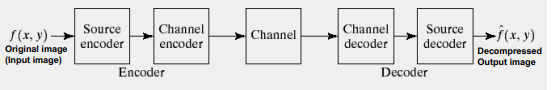 f(x, y)
Original image
(Input image)
Source
encoder
Channel
encoder
Encoder
Channel
Channel
decoder
Source
decoder
Decoder
f̂(x, y)
Decompressed
Output image